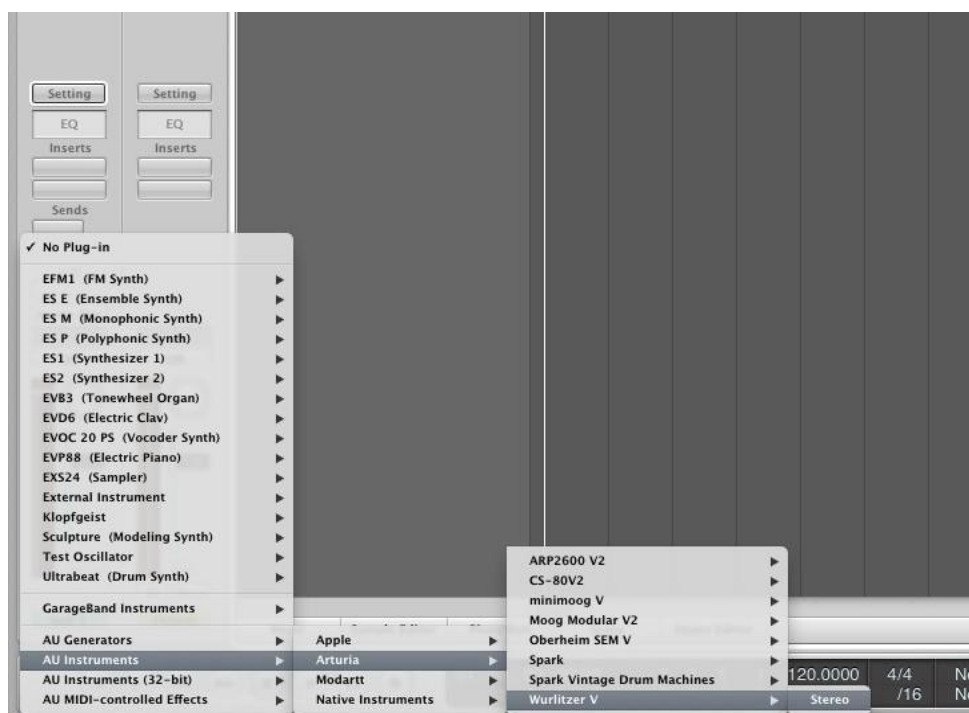 Setting Setting
EQ EQ
Inserts Inserts
Sends
✓ No Plug-in
EFM1 (FM Synth)
ES E (Ensemble Synth)
ES M (Monophonic Synth)
ES P (Polyphonic Synth)
ES1 (Synthesizer 1)
ES2 (Synthesizer 2)
EVB3 (Tonewheel Organ)
EVD6 (Electric Clav)
EVOC 20 PS (Vocoder Synth)
EVP88 (Electric Piano)
EXS24 (Sampler)
External Instrument
Klopfgeist
Sculpture (Modeling Synth)
Test Oscillator
Ultrabeat (Drum Synth)
GarageBand Instruments
AU Generators
AU Instruments
AU Instruments (32-bit)
AU MIDI-controlled Effects
Apple
Arturia
Modartt
Native Instruments
ARP2600 V2
CS-80V2
minimoog V
Moog Modular V2
Oberheim SEM V
Spark
Spark Vintage Drum Machines
Wurlitzer V
Stereo
120.0000 4/4
/16